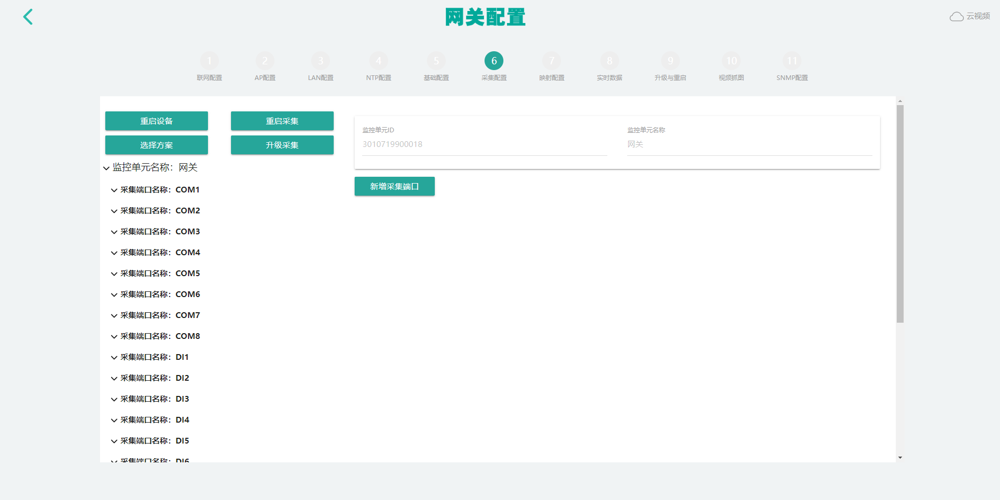 网关配置
云视频
1
2
3
4
5
6
7
8
9
10
11
联网配置
AP配置
LAN配置
NTP配置
基础配置
采集配置
映射配置
实时数据
升级与重启
视频抓图
SNMP配置
重启设备
重启采集
选择方案
升级采集
监控单元名称：网关
采集端口名称：COM1
采集端口名称：COM2
采集端口名称：COM3
采集端口名称：COM4
采集端口名称：COM5
采集端口名称：COM6
采集端口名称：COM7
采集端口名称：COM8
采集端口名称：DI1
采集端口名称：DI2
采集端口名称：DI3
采集端口名称：DI4
采集端口名称：DI5
采集端口名称：DI6
监控单元ID
3010719900018
监控单元名称
网关
新增采集端口